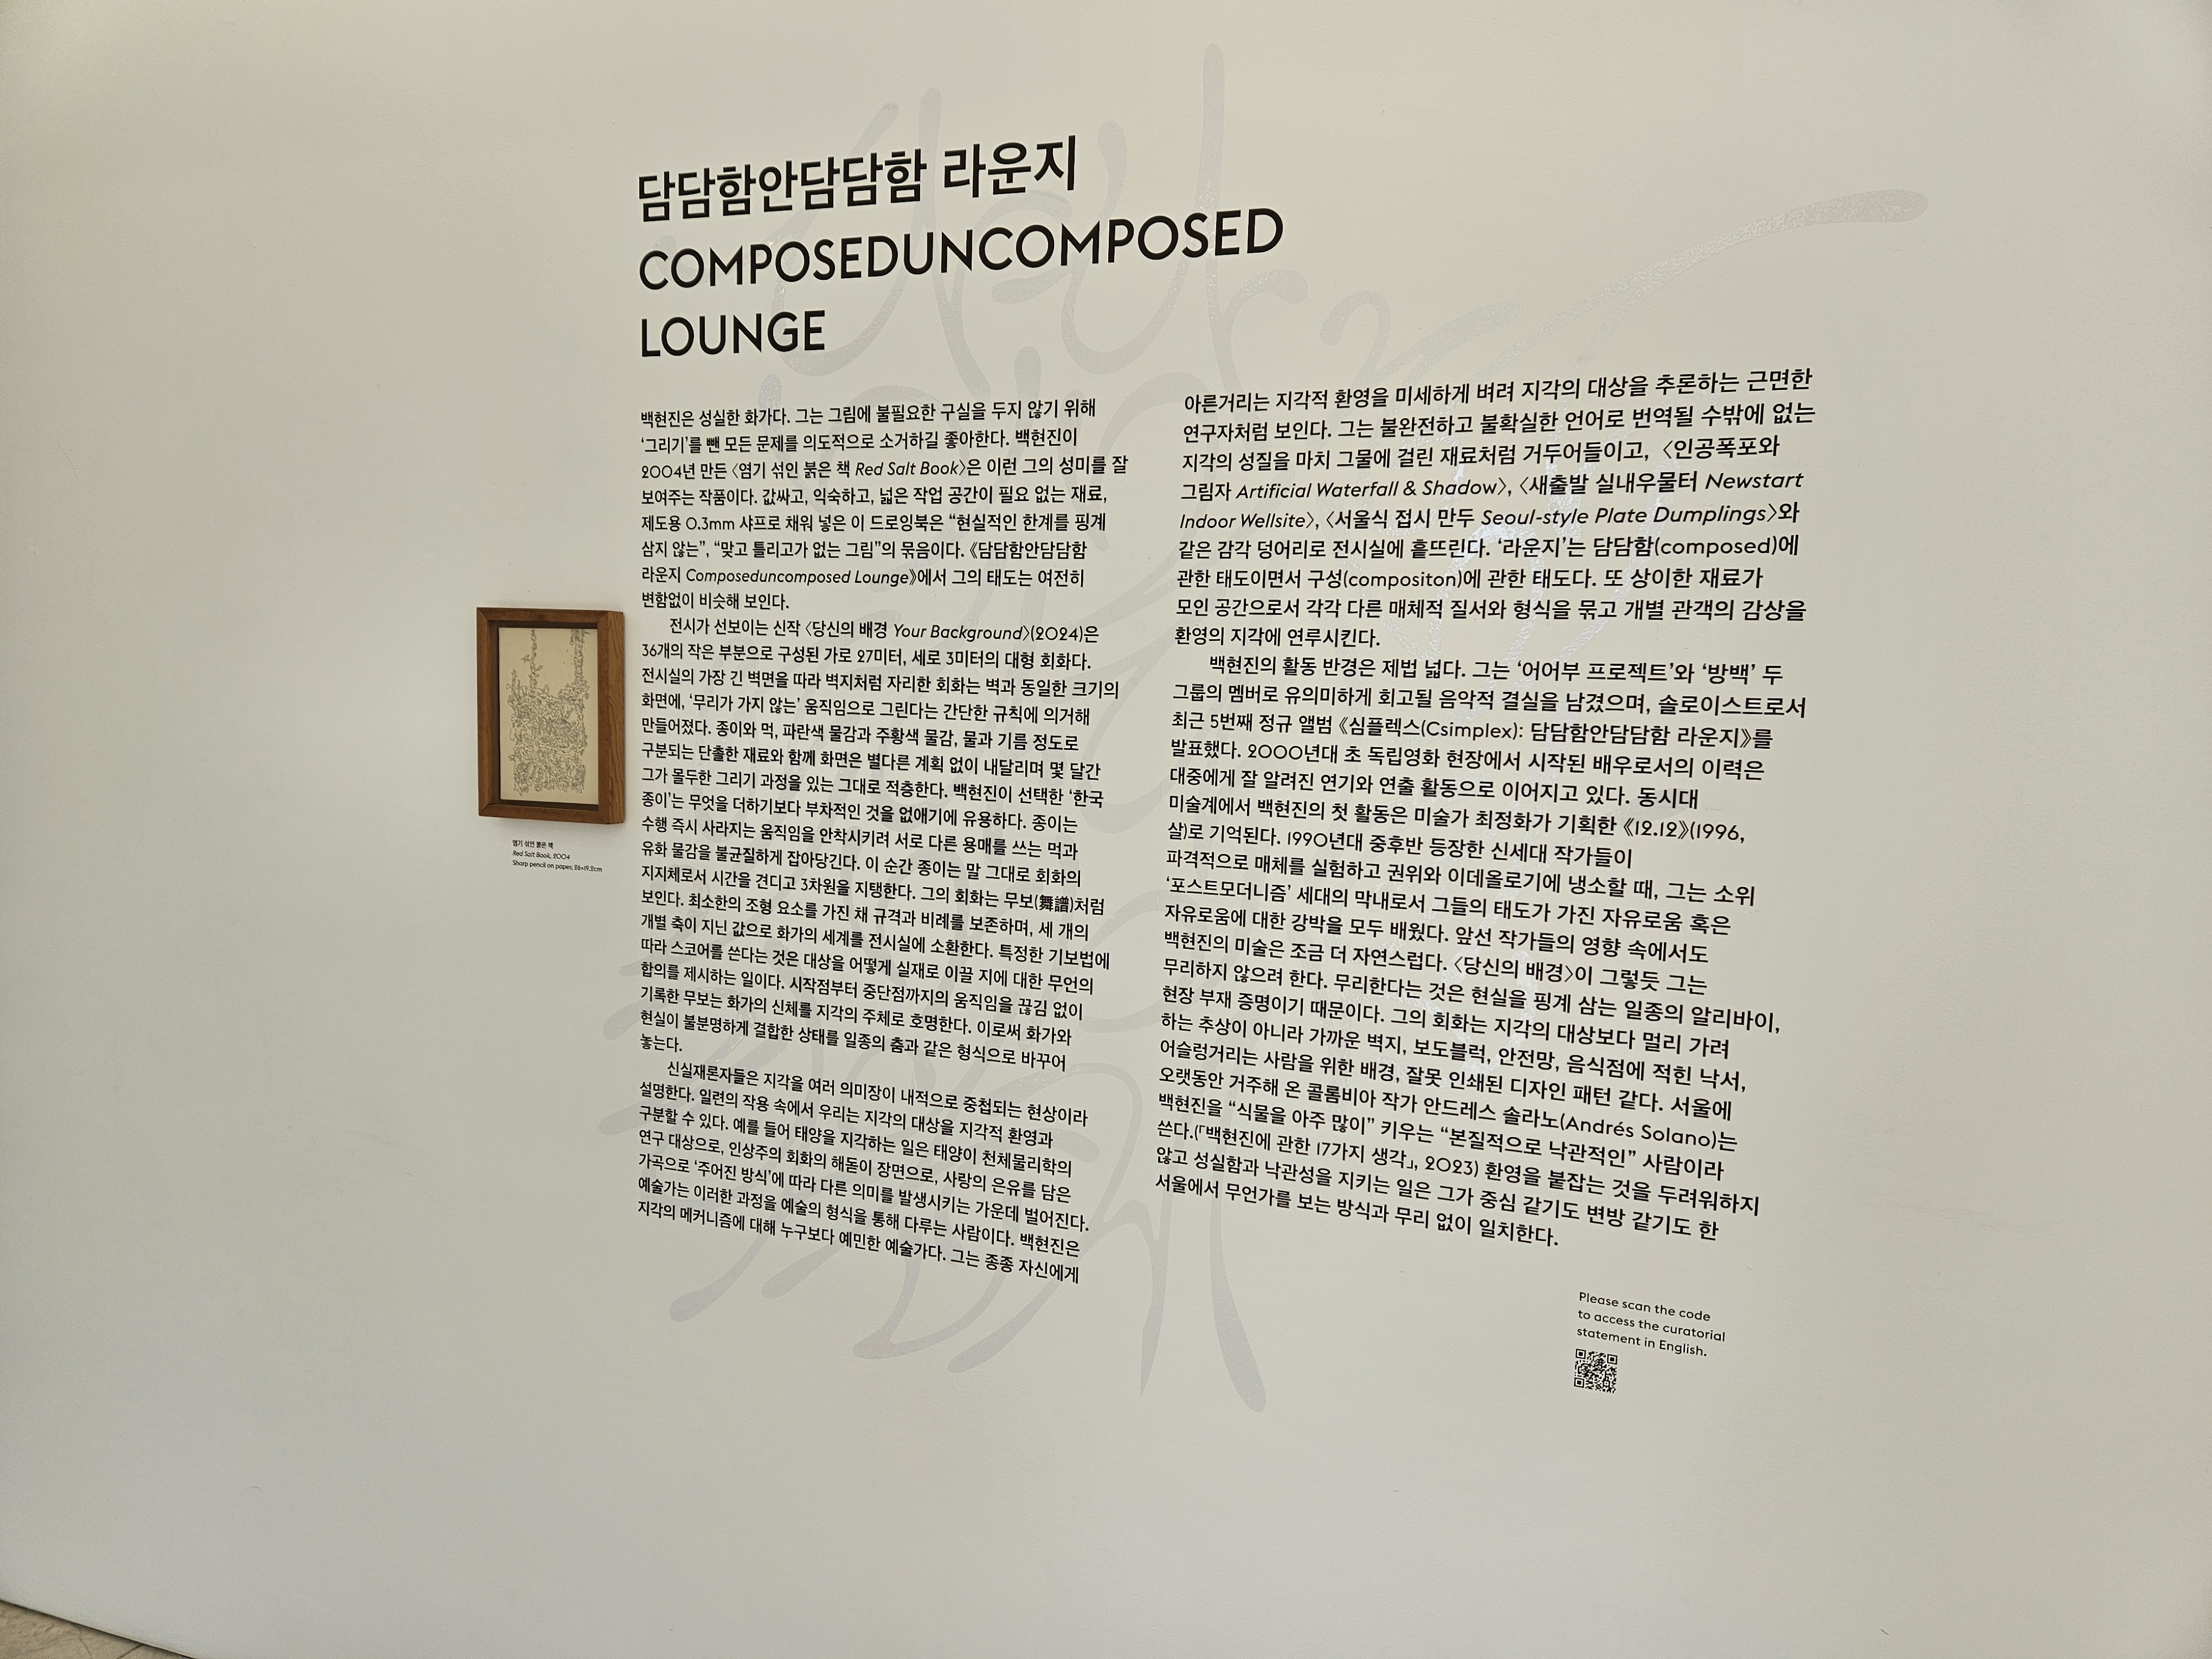 담담함안담담함 라운지
COMPOSEDUNCOMPOSED
LOUNGE
백현진은 성실한 화가다. 그는 그림에 불필요한 구실을 두지 않기 위해
‘그리기’를 뺀 모든 문제를 의도적으로 소거하길 좋아한다. 백현진이
2004년 만든 〈염기 섞인 붉은 책 Red Salt Book〉은 이런 그의 성미를 잘
보여주는 작품이다. 값싸고, 익숙하고, 넓은 작업 공간이 필요 없는 재료,
제도용 0.3mm 샤프로 채워 넣은 이 드로잉북은 “현실적인 한계를 핑계
삼지 않는”, “맞고 틀리고가 없는 그림”의 묶음이다. 《담담함안담담함
라운지 Composeduncomposed Lounge》에서 그의 태도는 여전히
변함없이 비슷해 보인다.
전시가 선보이는 신작 〈당신의 배경 Your Background〉(2024)은
36개의 작은 부분으로 구성된 가로 27미터, 세로 3미터의 대형 회화다.
전시실의 가장 긴 벽면을 따라 벽지처럼 자리한 회화는 벽과 동일한 크기의
화면에, ‘무리가 가지 않는’ 움직임으로 그린다는 간단한 규칙에 의거해
만들어졌다. 종이와 먹, 파란색 물감과 주황색 물감, 물과 기름 정도로
구분되는 단촐한 재료와 함께 화면은 별다른 계획 없이 내달리며 몇 달간
그가 몰두한 그리기 과정을 있는 그대로 적층한다. 백현진이 선택한 ‘한국
종이’는 무엇을 더하기보다 부차적인 것을 없애기에 유용하다. 종이는
수행 즉시 사라지는 움직임을 안착시키려 서로 다른 용매를 쓰는 먹과
유화 물감을 불균질하게 잡아당긴다. 이 순간 종이는 말 그대로 회화의
지지체로서 시간을 견디고 3차원을 지탱한다. 그의 회화는 무보(舞譜)처럼
보인다. 최소한의 조형 요소를 가진 채 규격과 비례를 보존하며, 세 개의
개별 축이 지닌 값으로 화가의 세계를 전시실에 소환한다. 특정한 기보법에
따라 스코어를 쓴다는 것은 대상을 어떻게 실재로 이끌 지에 대한 무언의
합의를 제시하는 일이다. 시작점부터 중단점까지의 움직임을 끊김 없이
기록한 무보는 화가의 신체를 지각의 주체로 호명한다. 이로써 화가와
현실이 불분명하게 결합한 상태를 일종의 춤과 같은 형식으로 바꾸어
놓는다.
신실재론자들은 지각을 여러 의미장이 내적으로 중첩되는 현상이라
설명한다. 일련의 작용 속에서 우리는 지각의 대상을 지각적 환영과
구분할 수 있다. 예를 들어 태양을 지각하는 일은 태양이 천체물리학의
연구 대상으로, 인상주의 회화의 해돋이 장면으로, 사랑의 은유를 담은
가곡으로 ‘주어진 방식’에 따라 다른 의미를 발생시키는 가운데 벌어진다.
예술가는 이러한 과정을 예술의 형식을 통해 다루는 사람이다. 백현진은
지각의 메커니즘에 대해 누구보다 예민한 예술가다. 그는 종종 자신에게
아른거리는 지각적 환영을 미세하게 벼려 지각의 대상을 추론하는 근면한
연구자처럼 보인다. 그는 불완전하고 불확실한 언어로 번역될 수밖에 없는
지각의 성질을 마치 그물에 걸린 재료처럼 거두어들이고, 〈인공폭포와
그림자 Artificial Waterfall & Shadow〉, 〈새출발 실내우물터 Newstart
Indoor Wellsite〉, 〈서울식 접시 만두 Seoul-style Plate Dumplings〉와
같은 감각 덩어리로 전시실에 흩뜨린다. ‘라운지’는 담담함(composed)에
관한 태도이면서 구성(compositon)에 관한 태도다. 또 상이한 재료가
모인 공간으로서 각각 다른 매체적 질서와 형식을 묶고 개별 관객의 감상을
환영의 지각에 연루시킨다.
백현진의 활동 반경은 제법 넓다. 그는 ‘어어부 프로젝트’와 ‘방백’ 두
그룹의 멤버로 유의미하게 회고될 음악적 결실을 남겼으며, 솔로이스트로서
최근 5번째 정규 앨범 《심플렉스(Csimplex): 담담함안담담함 라운지》를
발표했다. 2000년대 초 독립영화 현장에서 시작된 배우로서의 이력은
대중에게 잘 알려진 연기와 연출 활동으로 이어지고 있다. 동시대
미술계에서 백현진의 첫 활동은 미술가 최정화가 기획한 《12.12》(1996,
살)로 기억된다. 1990년대 중후반 등장한 신세대 작가들이
파격적으로 매체를 실험하고 권위와 이데올로기에 냉소할 때, 그는 소위
‘포스트모더니즘’ 세대의 막내로서 그들의 태도가 가진 자유로움 혹은
자유로움에 대한 강박을 모두 배웠다. 앞선 작가들의 영향 속에서도
백현진의 미술은 조금 더 자연스럽다. 〈당신의 배경〉이 그렇듯 그는
무리하지 않으려 한다. 무리한다는 것은 현실을 핑계 삼는 일종의 알리바이,
현장 부재 증명이기 때문이다. 그의 회화는 지각의 대상보다 멀리 가려
하는 추상이 아니라 가까운 벽지, 보도블럭, 안전망, 음식점에 적힌 낙서,
어슬렁거리는 사람을 위한 배경, 잘못 인쇄된 디자인 패턴 같다. 서울에
오랫동안 거주해 온 콜롬비아 작가 안드레스 솔라노(Andrés Solano)는
백현진을 “식물을 아주 많이” 키우는 “본질적으로 낙관적인” 사람이라
쓴다.(「백현진에 관한 17가지 생각」, 2023) 환영을 붙잡는 것을 두려워하지
않고 성실함과 낙관성을 지키는 일은 그가 중심 같기도 변방 같기도 한
서울에서 무언가를 보는 방식과 무리 없이 일치한다.
염기 섞인 붉은 책
Red Salt Book, 2004
Sharp pencil on paper, 26×19.2cm
Please scan the code
to access the curatorial
statement in English.